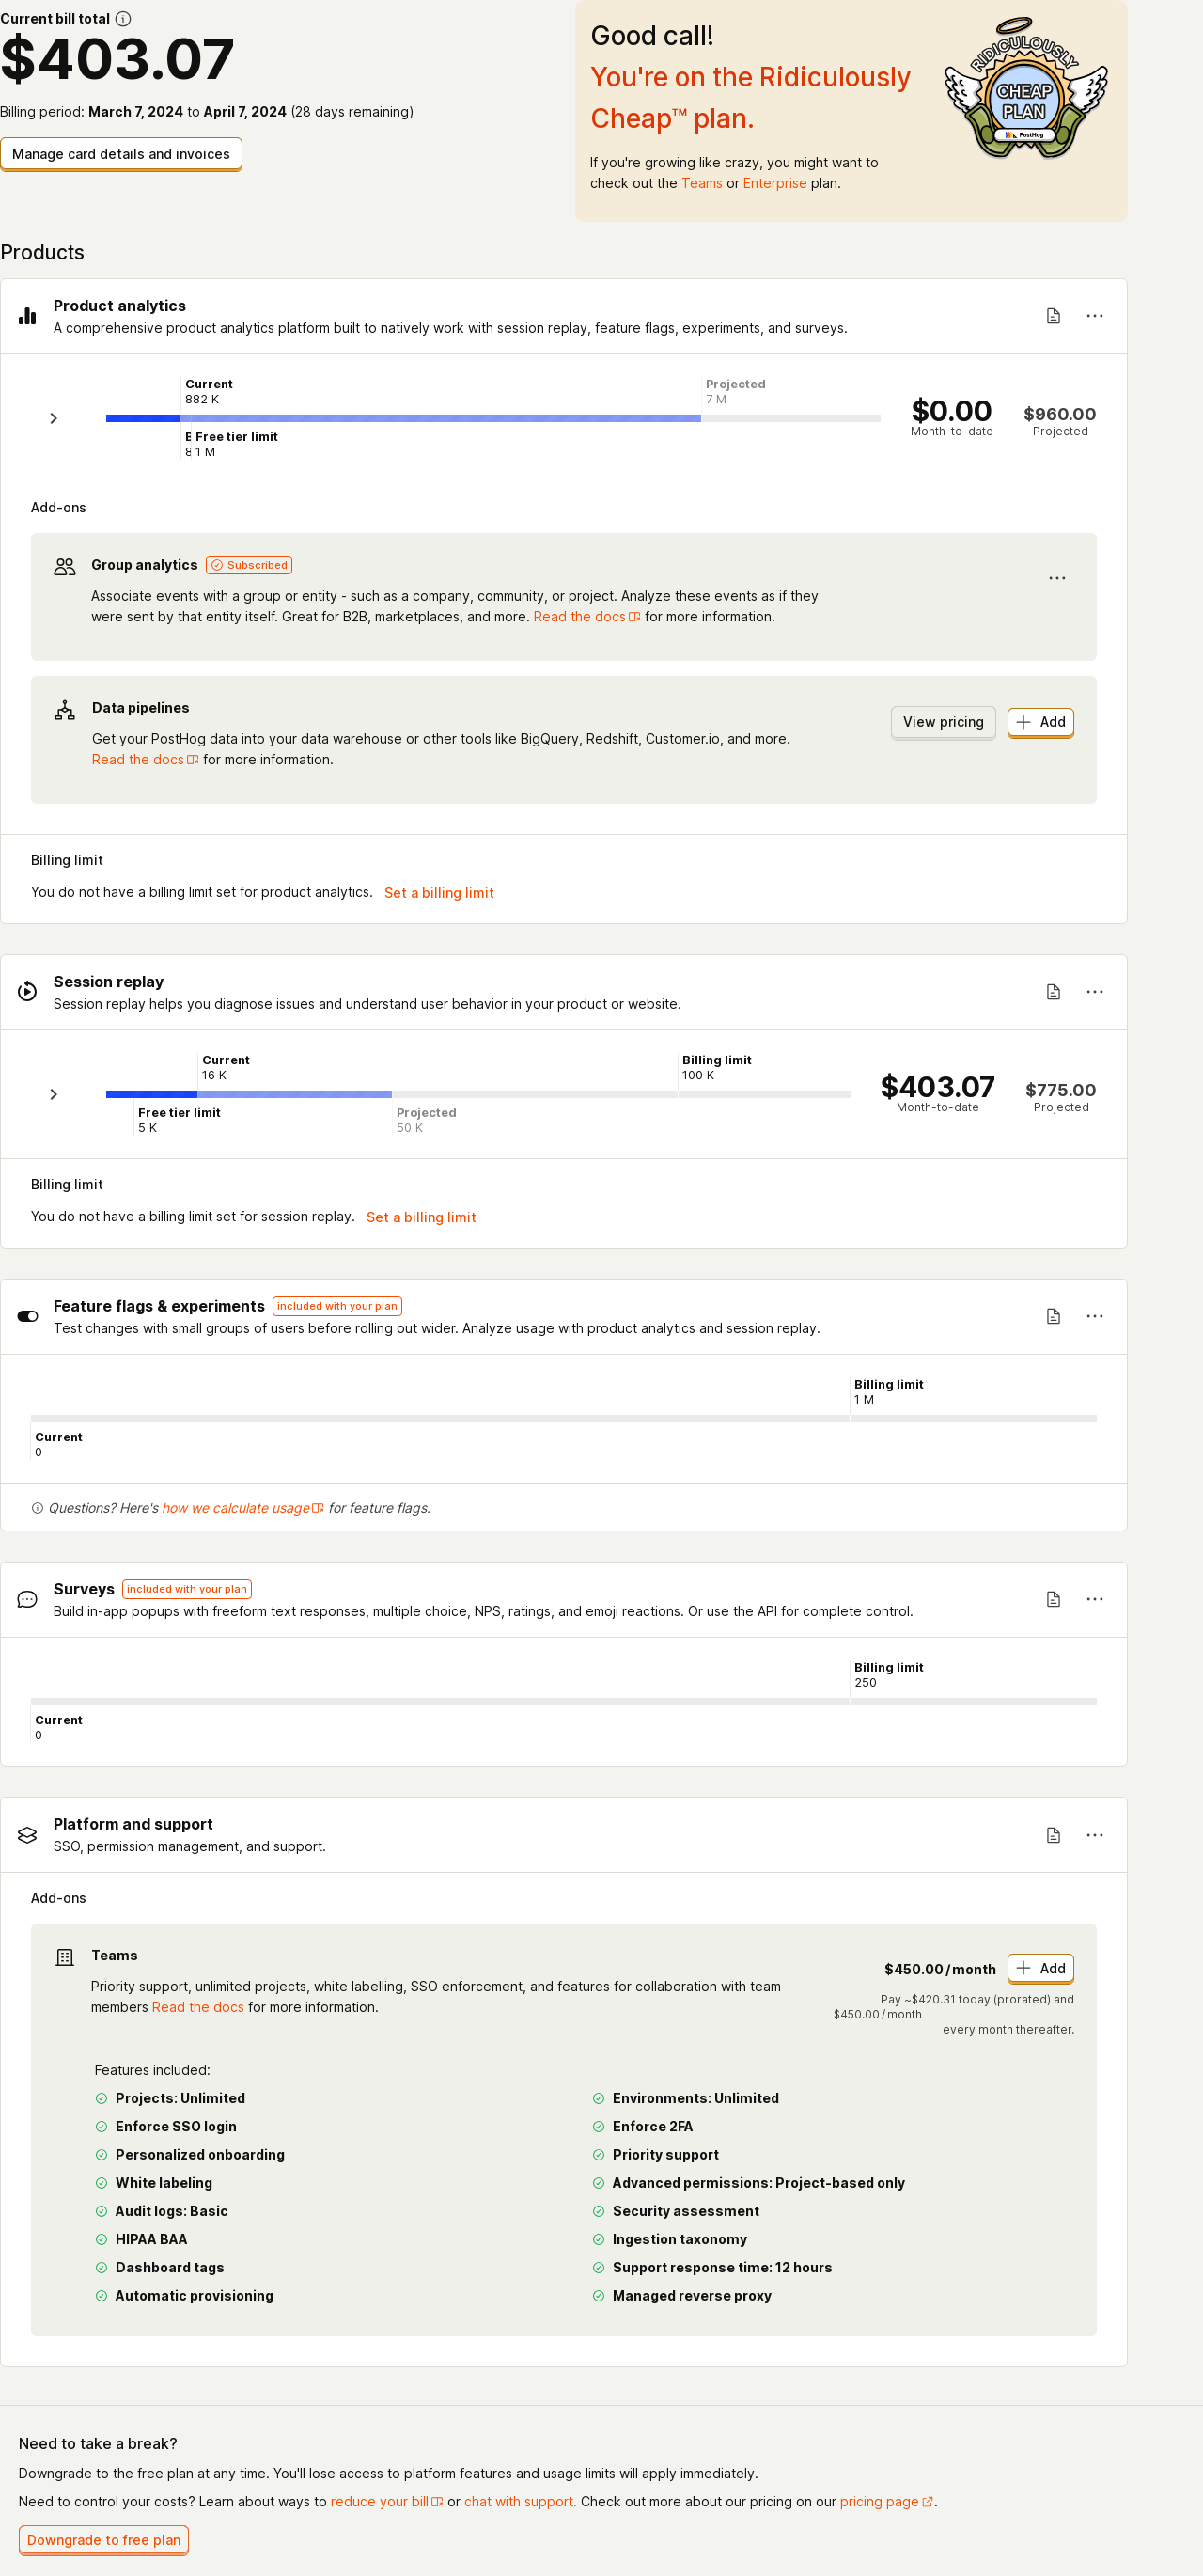 Current bill total
$403.07
Billing period: March 7, 2024 to April 7, 2024 (28 days remaining)
Manage card details and invoices
Good call!
You're on the Ridiculously
Cheap™ plan.
If you're growing like crazy, you might want to
check out the Teams or Enterprise plan.
RIDICULOUSLY
CHEAP
PLAN
PostHog
Products
Product analytics
A comprehensive product analytics platform built to natively work with session replay, feature flags, experiments, and surveys.
Current
882 K
Projected
7 M
Free tier limit
1 M
$0.00
Month-to-date
$960.00
Projected
Add-ons
Group analytics Subscribed
Associate events with a group or entity - such as a company, community, or project. Analyze these events as if they
were sent by that entity itself. Great for B2B, marketplaces, and more. Read the docs for more information.
Data pipelines
Get your PostHog data into your data warehouse or other tools like BigQuery, Redshift, Customer.io, and more.
Read the docs for more information.
View pricing
Add
Billing limit
You do not have a billing limit set for product analytics. Set a billing limit
Session replay
Session replay helps you diagnose issues and understand user behavior in your product or website.
Current
16 K
Billing limit
100 K
Free tier limit
5 K
Projected
50 K
$403.07
Month-to-date
$775.00
Projected
Billing limit
You do not have a billing limit set for session replay. Set a billing limit
Feature flags & experiments included with your plan
Test changes with small groups of users before rolling out wider. Analyze usage with product analytics and session replay.
Billing limit
1 M
Current
0
Questions? Here's how we calculate usage for feature flags.
Surveys included with your plan
Build in-app popups with freeform text responses, multiple choice, NPS, ratings, and emoji reactions. Or use the API for complete control.
Billing limit
250
Current
0
Platform and support
SSO, permission management, and support.
Add-ons
Teams
Priority support, unlimited projects, white labelling, SSO enforcement, and features for collaboration with team
members Read the docs for more information.
$450.00/month
Add
Pay ~$420.31 today (prorated) and
$450.00/month
every month thereafter.
Features included:
Projects: Unlimited
Environments: Unlimited
Enforce SSO login
Enforce 2FA
Personalized onboarding
Priority support
White labeling
Advanced permissions: Project-based only
Audit logs: Basic
Security assessment
HIPAA BAA
Ingestion taxonomy
Dashboard tags
Support response time: 12 hours
Automatic provisioning
Managed reverse proxy
Need to take a break?
Downgrade to the free plan at any time. You'll lose access to platform features and usage limits will apply immediately.
Need to control your costs? Learn about ways to reduce your bill or chat with support. Check out more about our pricing on our pricing page.
Downgrade to free plan